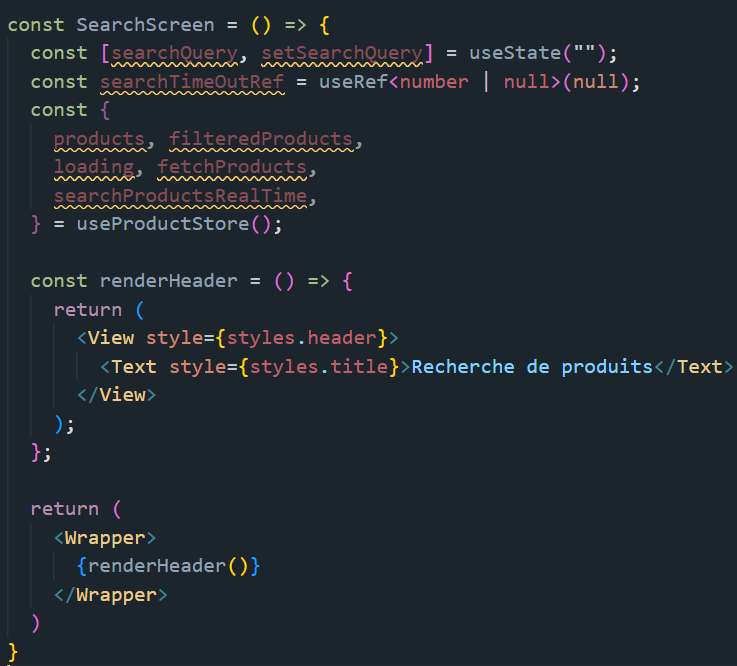 const SearchScreen = () => {
  const [searchQuery, setSearchQuery] = useState("");
  const searchTimeOutRef = useRef<number | null>(null);
  const {
    products, filteredProducts,
    loading, fetchProducts,
    searchProductsRealTime,
  } = useProductStore();

  const renderHeader = () => {
    return (
      <View style={styles.header}>
        <Text style={styles.title}>Recherche de produits</Text>
      </View>
    );
  };

  return (
    <Wrapper>
      {renderHeader()}
    </Wrapper>
  )
}